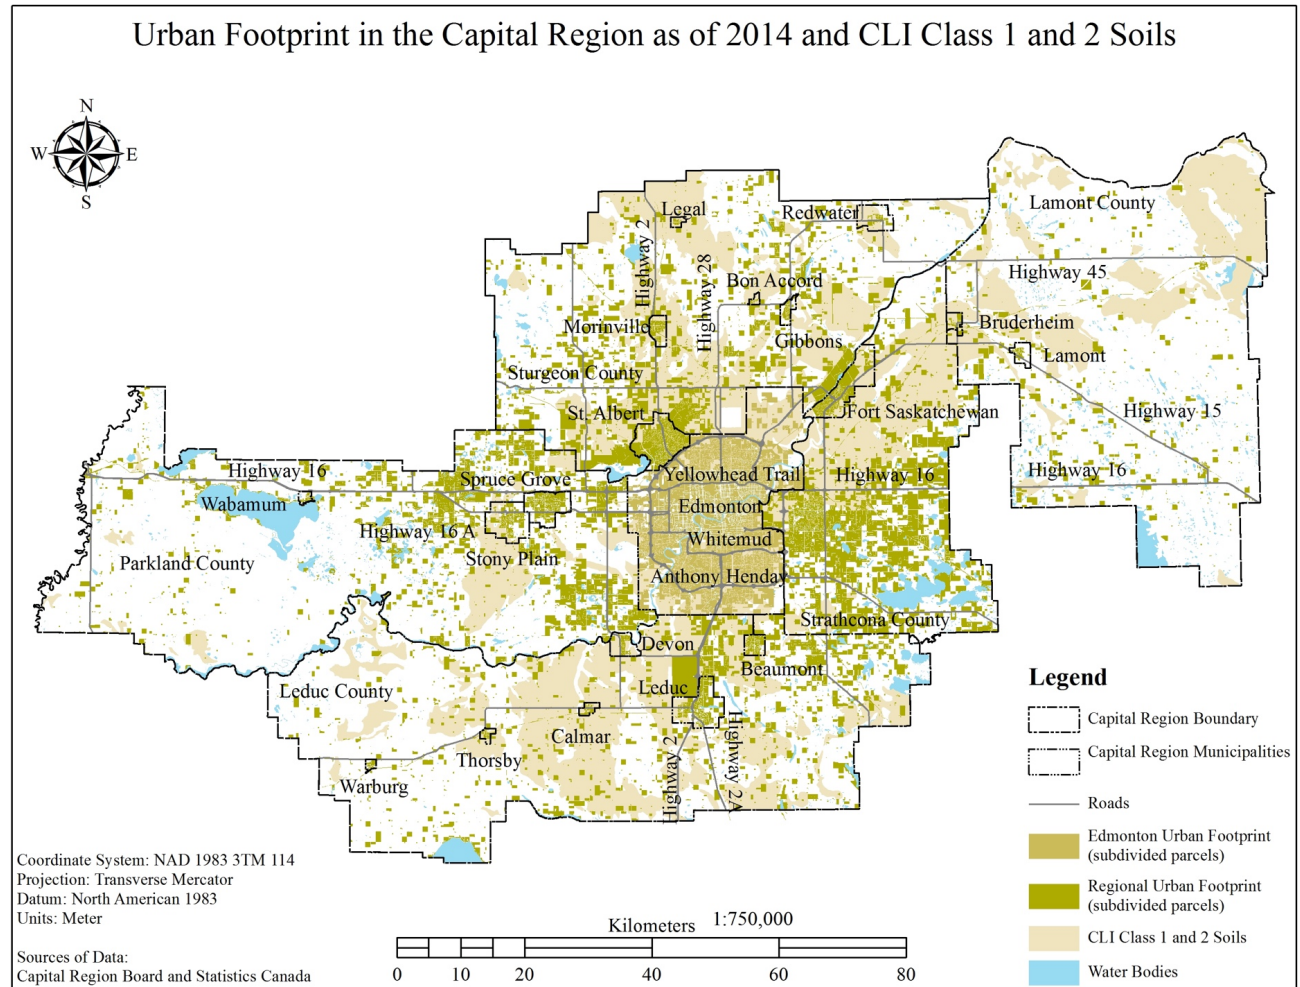 Urban Footprint in the Capital Region as of 2014 and CLI Class 1 and 2 Soils
N
W
E
S
Legal
Redwater
Lamont County
Highway 2
Highway 28
Highway 45
Bon Accord
Morinville
Gibbons
Bruderheim
Lamont
Sturgeon County
St. Albert
Fort Saskatchewan
Highway 15
Highway 16
Spruce Grove
Yellowhead Trail
Highway 16
Highway 16
Wabamum
Edmonton
Highway 16 A
Whitemud
Stony Plain
Parkland County
Anthony Henday
Strathcona County
Devon
Beaumont
Leduc County
Leduc
Calmar
Highway 2
Highway 2A
Thorsby
Warburg
Legend
Capital Region Boundary
Capital Region Municipalities
Roads
Edmonton Urban Footprint
(subdivided parcels)
Regional Urban Footprint
(subdivided parcels)
CLI Class 1 and 2 Soils
Water Bodies
Coordinate System: NAD 1983 3TM 114
Projection: Transverse Mercator
Datum: North American 1983
Units: Meter
Sources of Data:
Capital Region Board and Statistics Canada
Kilometers 1:750,000
0 10 20 40 60 80